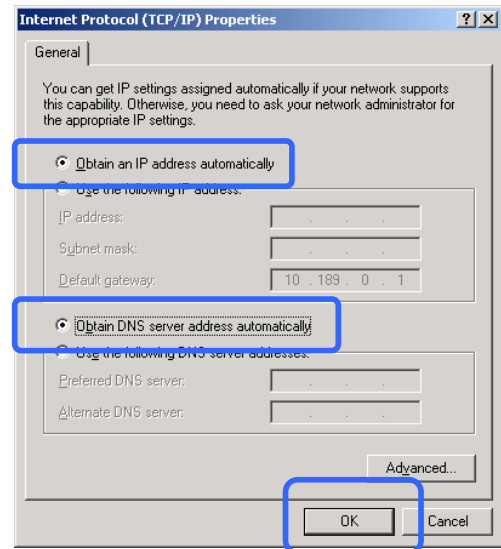 Internet Protocol (TCP/IP) Properties
General
You can get IP settings assigned automatically if your network supports
this capability. Otherwise, you need to ask your network administrator for
the appropriate IP settings.
Obtain an IP address automatically
Use the following IP address:
IP address:
Subnet mask:
Default gateway: 10 . 189 . 0 . 1
Obtain DNS server address automatically
Use the following DNS server addresses:
Preferred DNS server:
Alternate DNS server:
Advanced...
OK Cancel